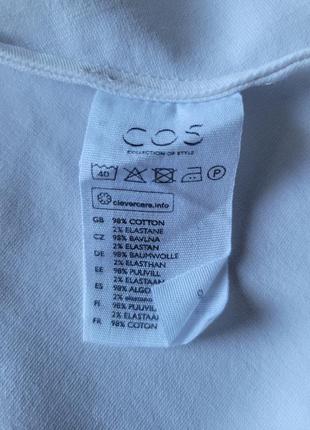 COS
COLLECTION OF STYLE
40 P
clevercare.info
GB 98% COTTON
2% ELASTANE
CZ 98% BAVLNA
2% ELASTAN
DE 98% BAUMWOLLE
2% ELASTHAN
EE 98% PUUVILL
2% ELASTAAN
ES 98% ALGO
2% elastano
FI 98% PUUVIL
2% ELASTAA
FR 98% COTON